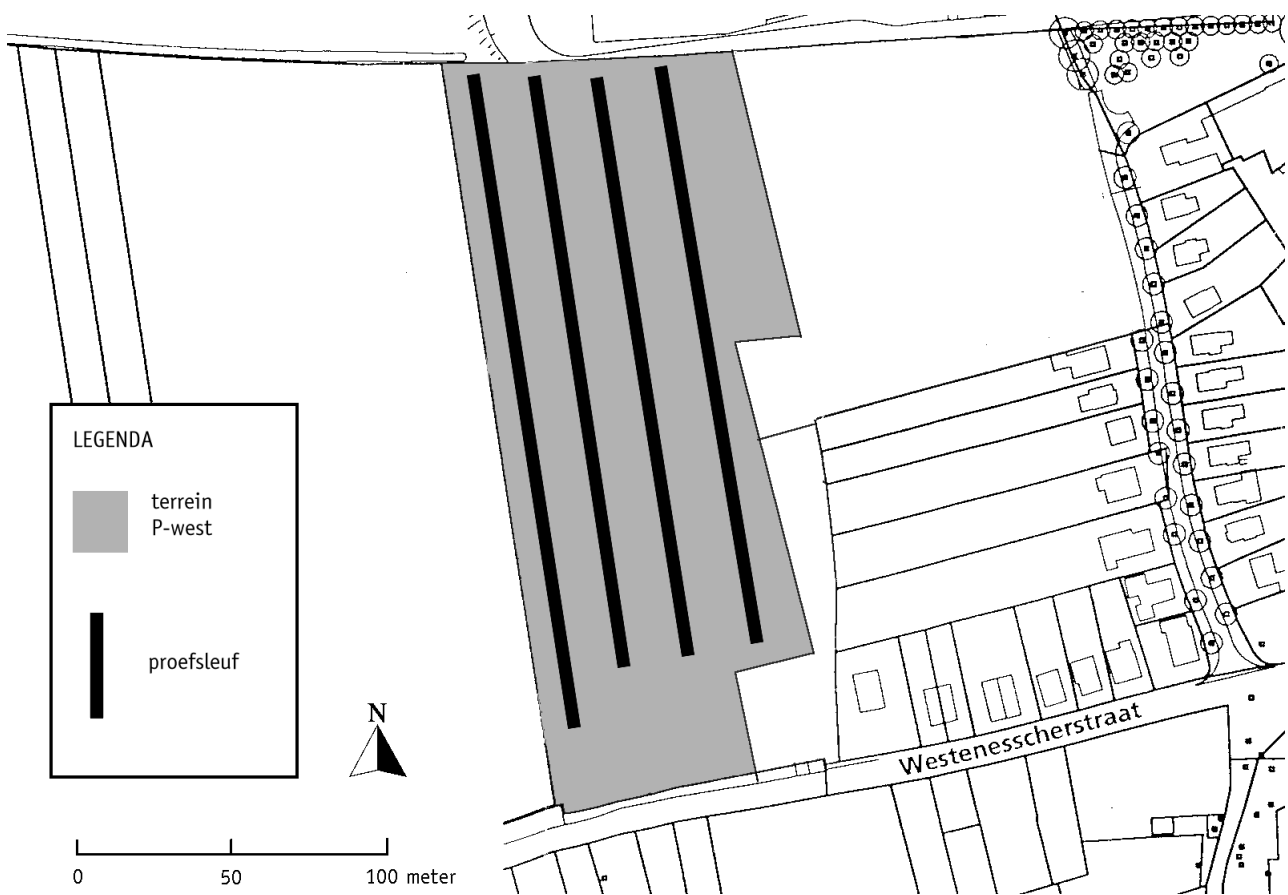 LEGENDA
terrein
P-west
proefsleuf
N
Westenesscherstraat
0 50 100 meter